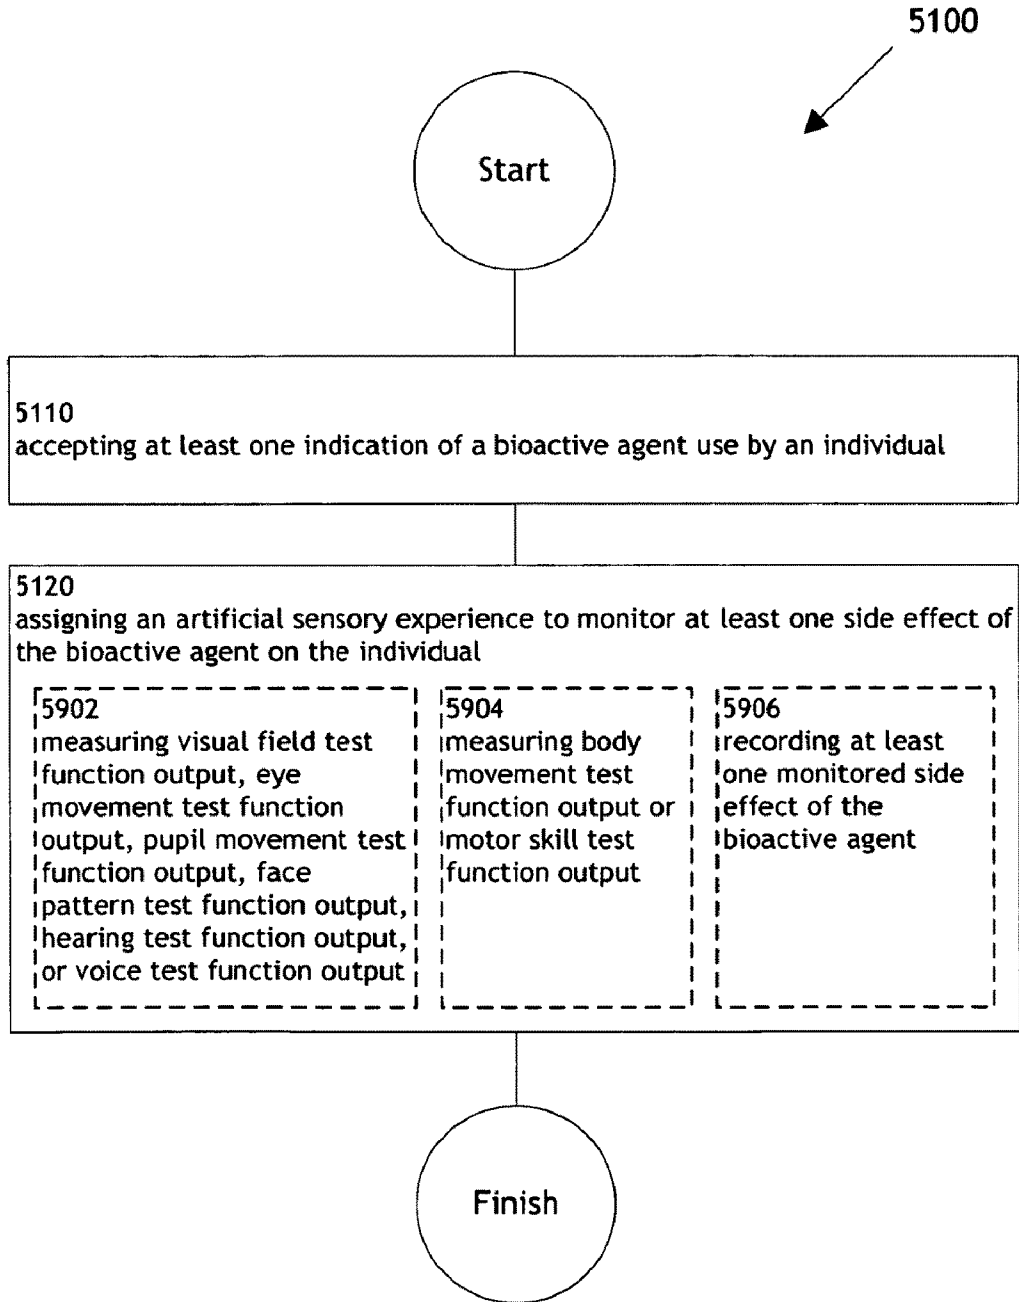 5100
Start
5110
accepting at least one indication of a bioactive agent use by an individual
5120
assigning an artificial sensory experience to monitor at least one side effect of
the bioactive agent on the individual
5902
measuring visual field test
function output, eye
movement test function
output, pupil movement test
function output, face
pattern test function output,
hearing test function output,
or voice test function output
5904
measuring body
movement test
function output or
motor skill test
function output
5906
recording at least
one monitored side
effect of the
bioactive agent
Finish